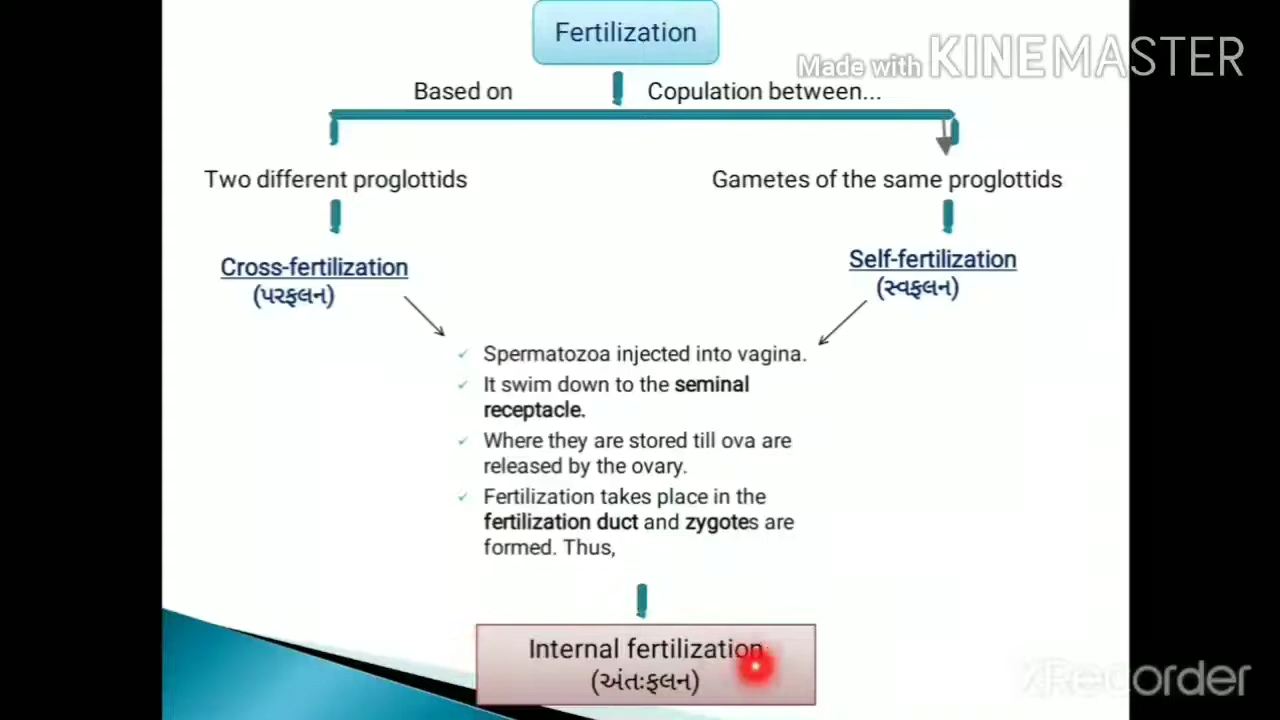 Fertilization
Made with KINEMASTER
Based on
Copulation between...
Two different proglottids
Gametes of the same proglottids
Cross-fertilization
(પરફલન)
Self-fertilization
(સ્વફલન)
Spermatozoa injected into vagina.
It swim down to the seminal
receptacle.
Where they are stored till ova are
released by the ovary.
Fertilization takes place in the
fertilization duct and zygotes are
formed. Thus,
Internal fertilization
(અંતઃફલન)
XRecorder